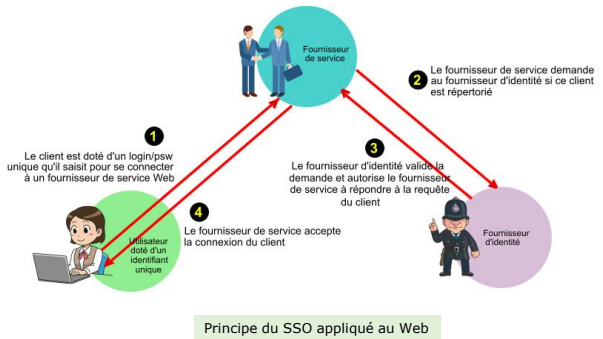 Fournisseur
de service
2
Le fournisseur de service demande
au fournisseur d'identité si ce client
est répertorié
1
Le client est doté d'un login/psw
unique qu'il saisit pour se connecter
à un fournisseur de service Web
3
Le fournisseur d'identité valide la
demande et autorise le fournisseur
de service à répondre à la requête
du client
4
Le fournisseur de service accepte
la connexion du client
Utilisateur
doté d'un
identifiant
unique
Fournisseur
d'identité
Principe du SSO appliqué au Web